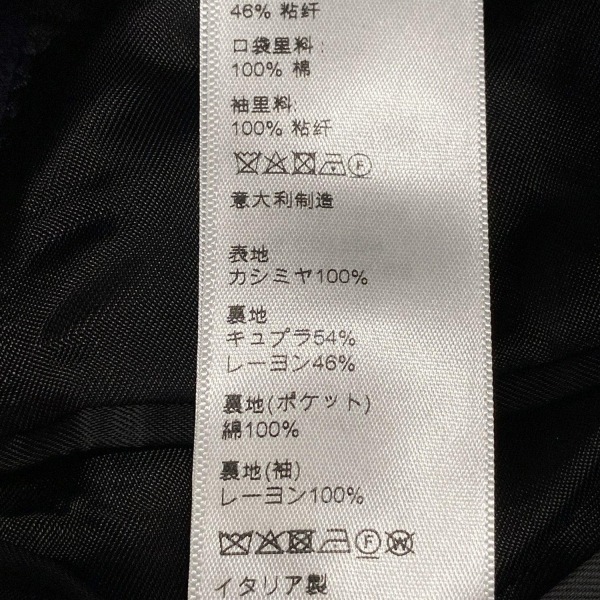 46% 粘纤
口袋里料:
100% 棉
袖里料:
100% 粘纤
F
意大利制造
表地
カシミヤ100%
裏地
キュプラ54%
レーヨン46%
裏地(ポケット)
綿100%
裏地(袖)
レーヨン100%
F W
イタリア製